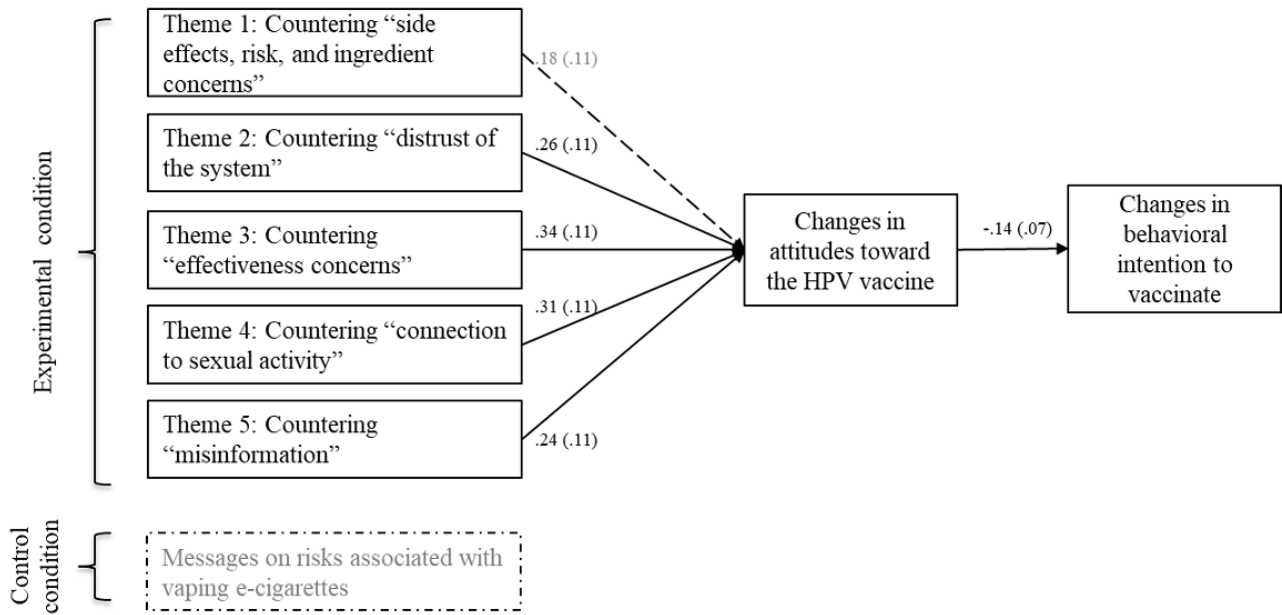 Experimental condition
Theme 1: Countering “side
effects, risk, and ingredient
concerns”
.18 (.11)
Theme 2: Countering “distrust of
the system”
.26 (.11)
Theme 3: Countering
“effectiveness concerns”
.34 (.11)
Theme 4: Countering “connection
to sexual activity”
.31 (.11)
Theme 5: Countering
“misinformation”
.24 (.11)
Changes in
attitudes toward
the HPV vaccine
-.14 (.07)
Changes in
behavioral
intention to
vaccinate
Control
condition
Messages on risks associated with
vaping e-cigarettes